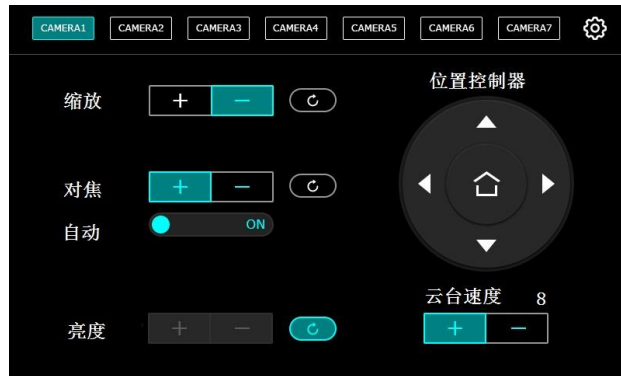 CAMERA1 CAMERA2 CAMERA3 CAMERA4 CAMERA5 CAMERA6 CAMERA7
位置控制器
缩放 + −
对焦 + −
自动 ON
云台速度 8
+ −
亮度 + −